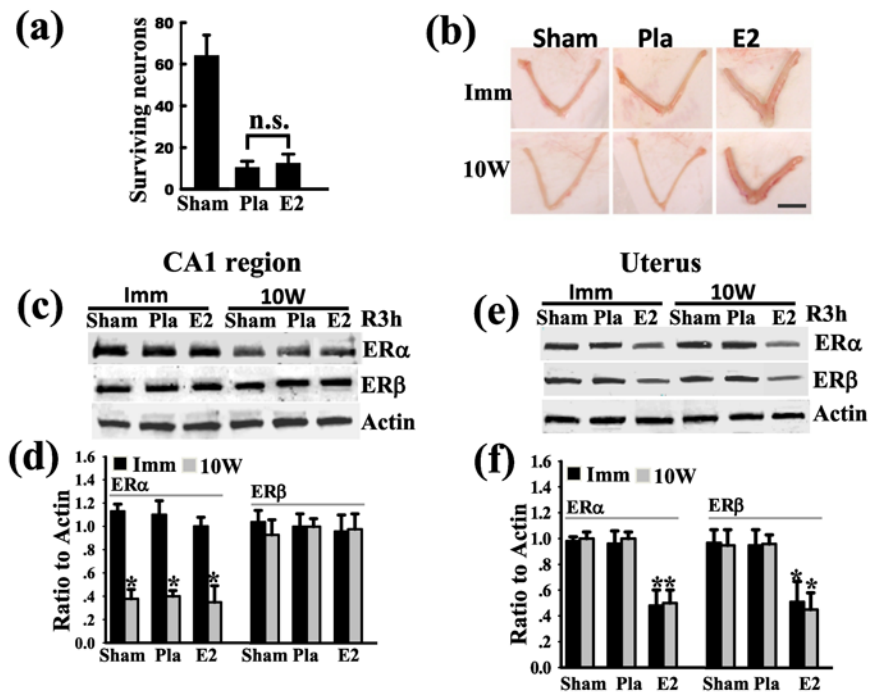 (a)
Surviving neurons
80
60
40
20
0
n.s.
Sham Pla E2
(b)
Sham Pla E2
Imm
10W
CA1 region
(c)
Imm 10W
Sham Pla E2 Sham Pla E2 R3h
ERα
ERβ
Actin
(d)
Ratio to Actin
1.6
1.4
1.2
1.0
.8
.6
.4
.2
0.0
Imm 10W
ERα ERβ
* * *
Sham Pla E2 Sham Pla E2
Uterus
(e)
Imm 10W
Sham Pla E2 Sham Pla E2 R3h
ERα
ERβ
Actin
(f)
Ratio to Actin
1.6
1.4
1.2
1.0
.8
.6
.4
.2
0.0
Imm 10W
ERα ERβ
** * *
Sham Pla E2 Sham Pla E2